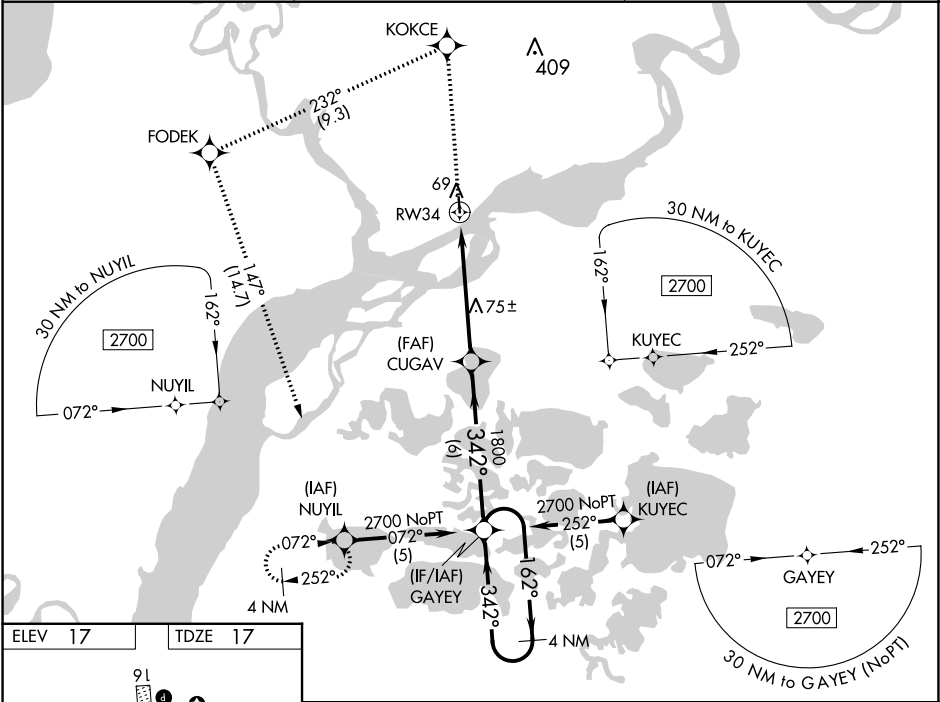 KOKCE
409
232°
(9.3)
FODEK
69
RW34
147°
(14.7)
30 NM to NUYIL
162°
2700
NUYIL
072°
30 NM to KUYEC
162°
2700
KUYEC
252°
75±
(FAF)
CUGAV
1800
342°
(6)
(IAF)
NUYIL
2700 NoPT
072°
(5)
072°
252°
4 NM
(IAF)
KUYEC
2700 NoPT
252°
(5)
(IF/IAF)
GAYEY
342°
162°
4 NM
072°
252°
GAYEY
2700
30 NM to GAYEY (NoPT)
ELEV 17
TDZE 17
16
P